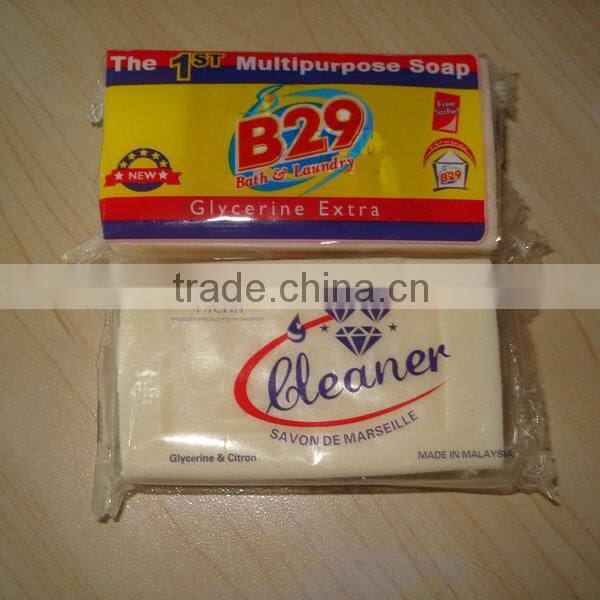 The 1ST Multipurpose Soap
Free
Sachet
B29
Bath & Laundry
NEW
B29
Glycerine Extra
trade.china.cn
Cleaner
SAVON DE MARSEILLE
Glycerine & Citron
MADE IN MALAYSIA